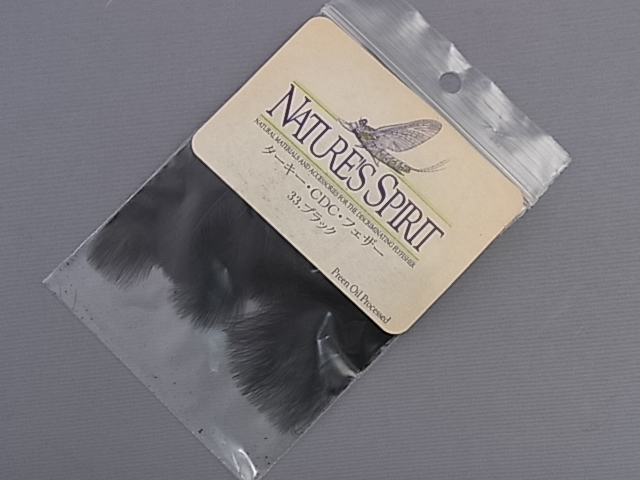 NATURE'S SPIRIT
NATURAL MATERIALS AND ACCESSORIES FOR THE DISCRIMINATING FLYFISHER
ターキー・CDC・フェザー
33.ブラック
Preen Oil Processed